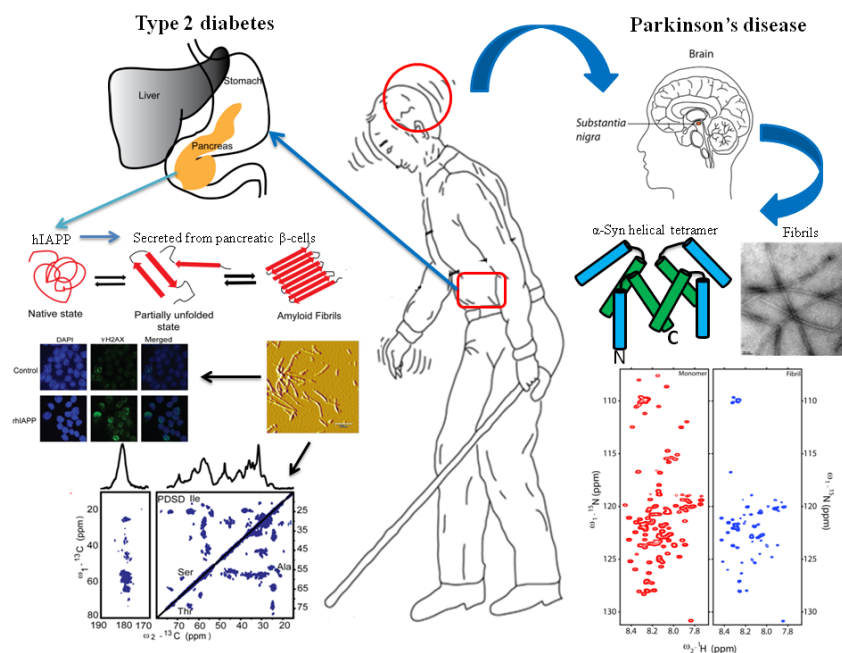 Type 2 diabetes
Parkinson's disease
Liver
Stomach
Pancreas
Brain
Substantia
nigra
hIAPP
Secreted from pancreatic β-cells
Native state
Partially unfolded
state
Amyloid Fibrils
α-Syn helical tetramer
Fibrils
N
C
DAPI
γH2AX
Merged
Control
rhIAPP
PDSD
Ile
Ser
Ala
Thr
20
40
60
80
ω1 - 13C (ppm)
190
180
170
60
40
20
ω2 - 13C (ppm)
25
35
45
55
65
75
Monomer
Fibril
110
115
120
125
130
ω1 - 15N (ppm)
8.4
8.2
8.0
7.8
8.4
8.2
8.0
7.8
ω2-1H (ppm)
110
ω1 - 15N
(ppm)
120
125
131